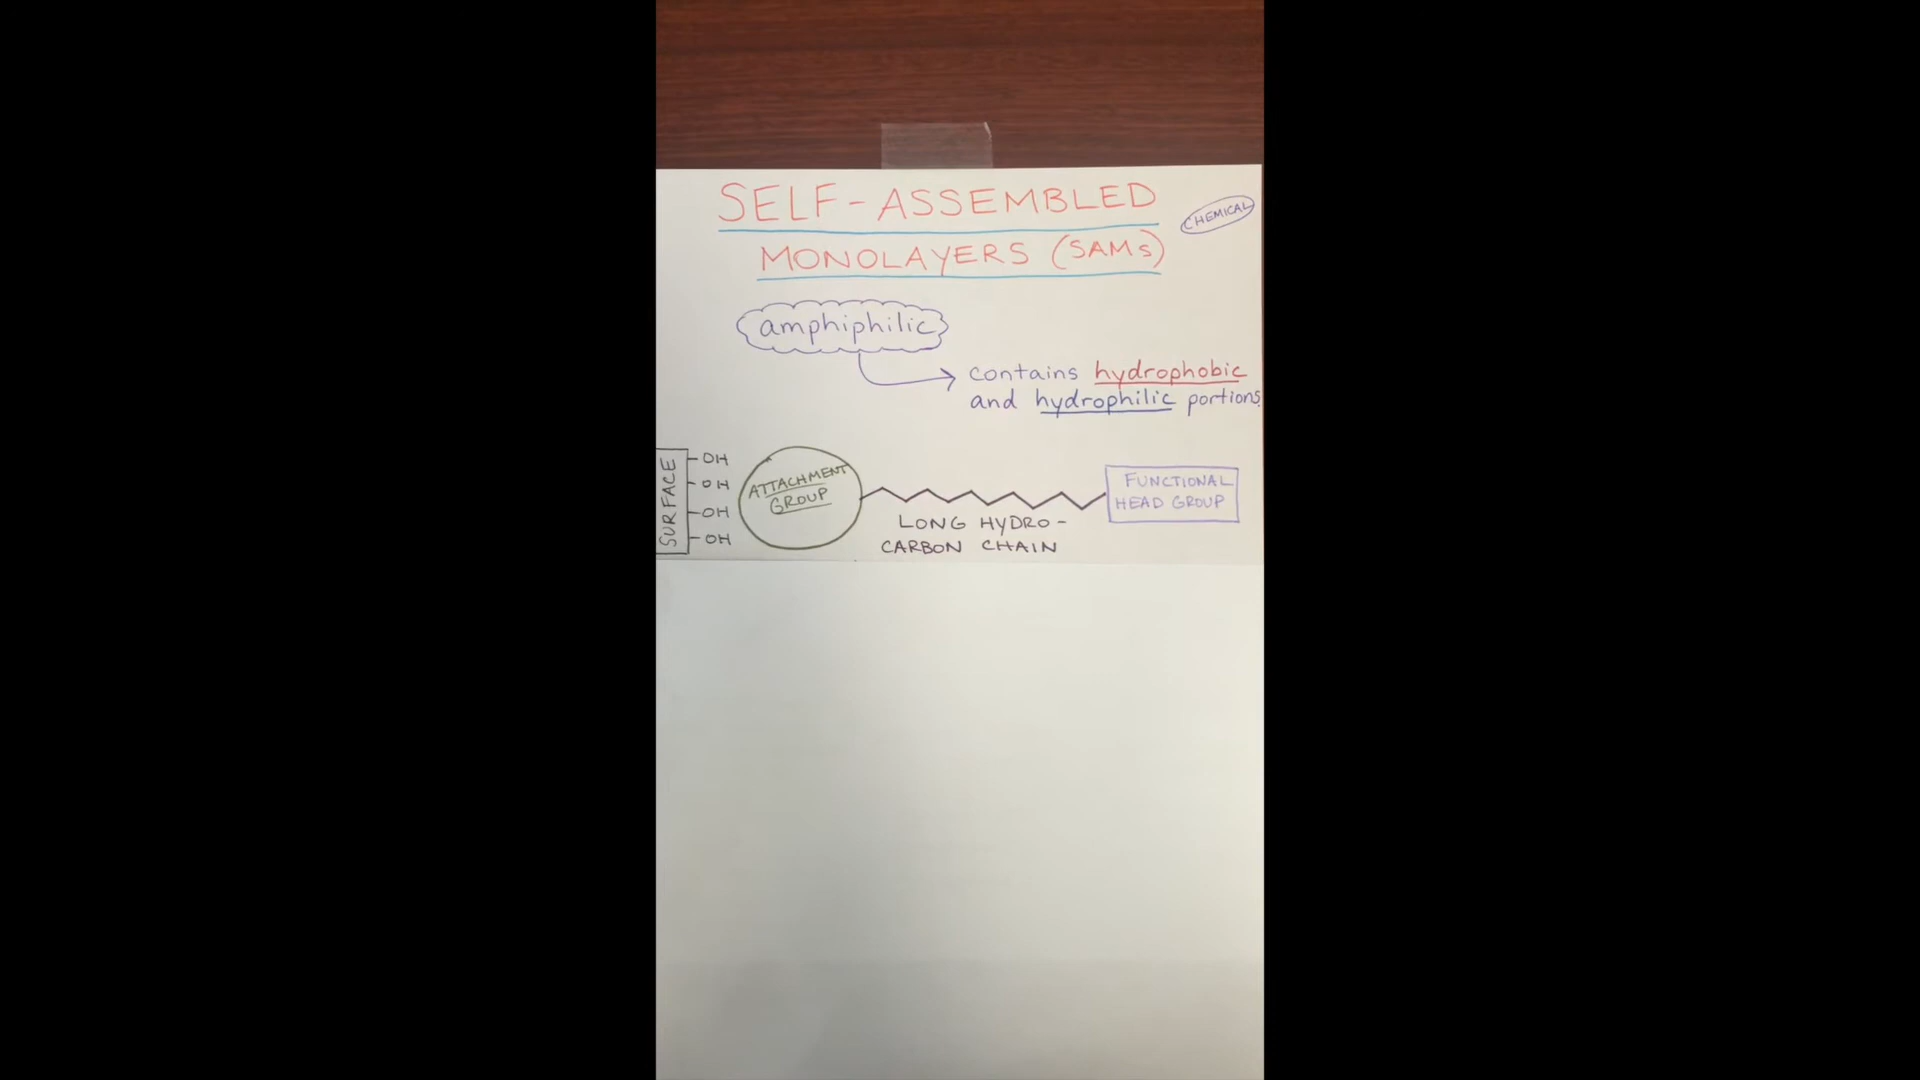 SELF-ASSEMBLED
MONOLAYERS (SAMs)
CHEMICAL
amphiphilic
contains hydrophobic
and hydrophilic portions.
SURFACE
-OH
-OH
-OH
-OH
ATTACHMENT
GROUP
LONG HYDRO-
CARBON CHAIN
FUNCTIONAL
HEAD GROUP